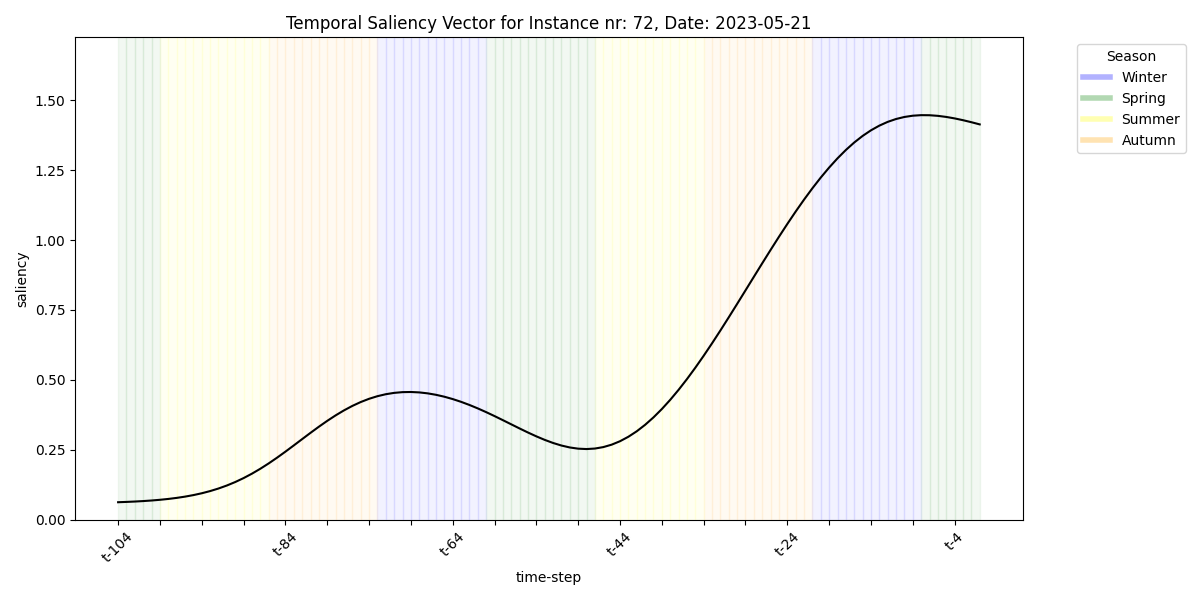 Temporal Saliency Vector for Instance nr: 72, Date: 2023-05-21
Season
Winter
Spring
Summer
Autumn
1.50
1.25
1.00
0.75
0.50
0.25
0.00
saliency
t-104
t-84
t-64
t-44
t-24
t-4
time-step